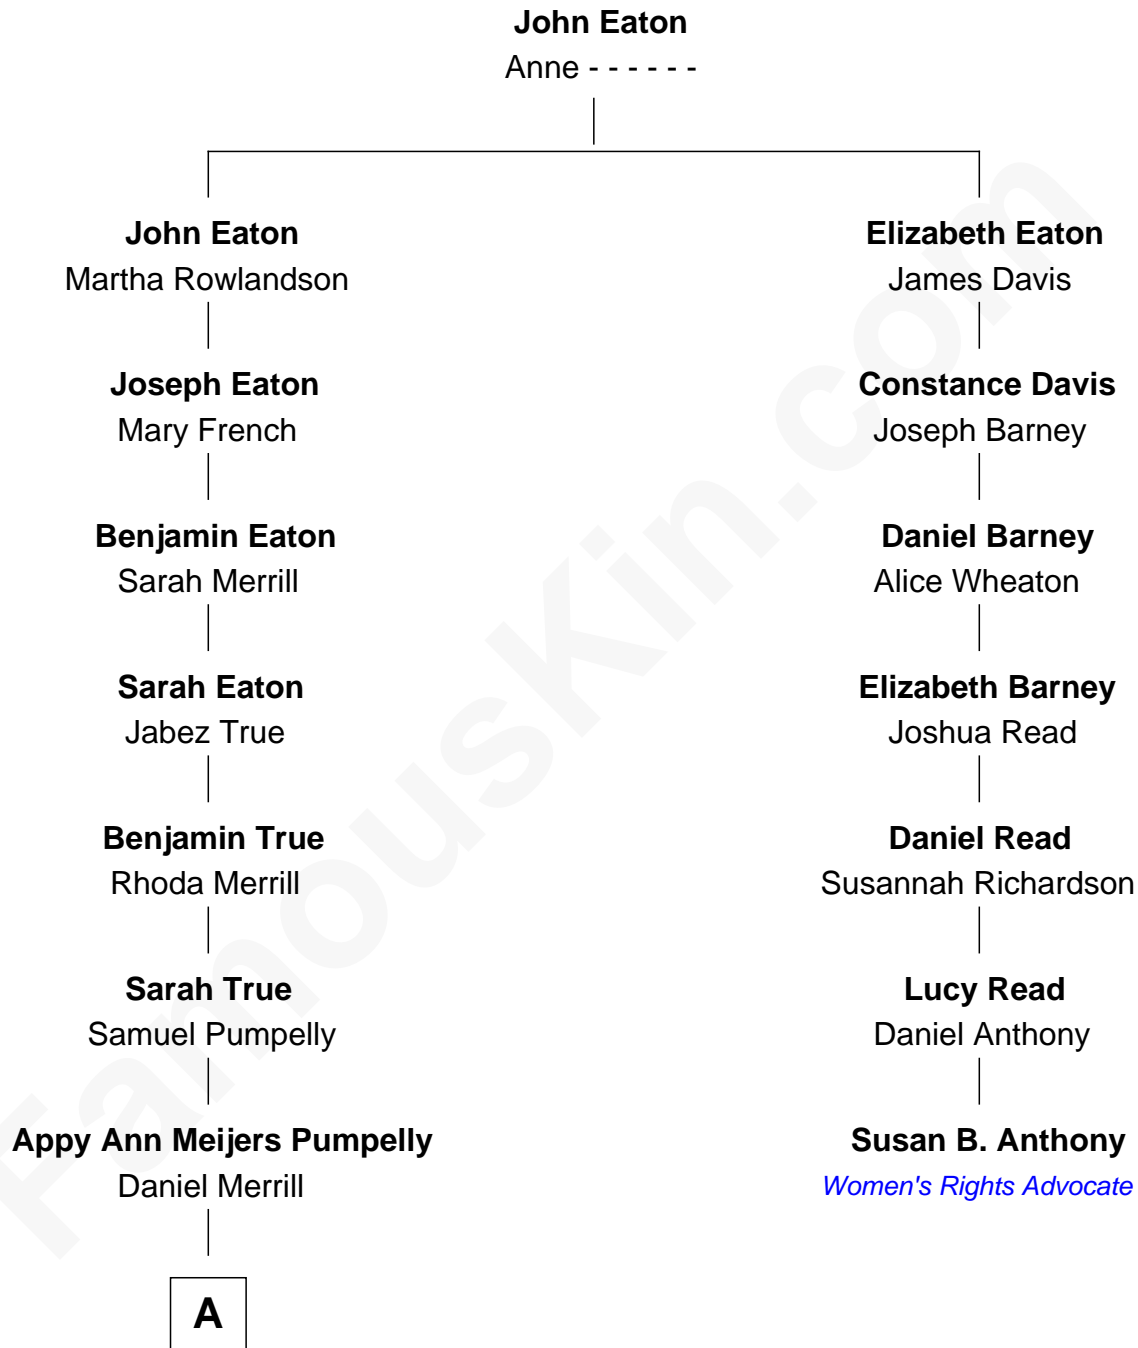 John Eaton
Anne - - - - - -
John Eaton
Martha Rowlandson
Elizabeth Eaton
James Davis
Joseph Eaton
Mary French
Constance Davis
Joseph Barney
Benjamin Eaton
Sarah Merrill
Daniel Barney
Alice Wheaton
Sarah Eaton
Jabez True
Elizabeth Barney
Joshua Read
Benjamin True
Rhoda Merrill
Daniel Read
Susannah Richardson
Sarah True
Samuel Pumpelly
Lucy Read
Daniel Anthony
Appy Ann Meijers Pumpelly
Daniel Merrill
Susan B. Anthony
Women's Rights Advocate
A
FamousKin.com